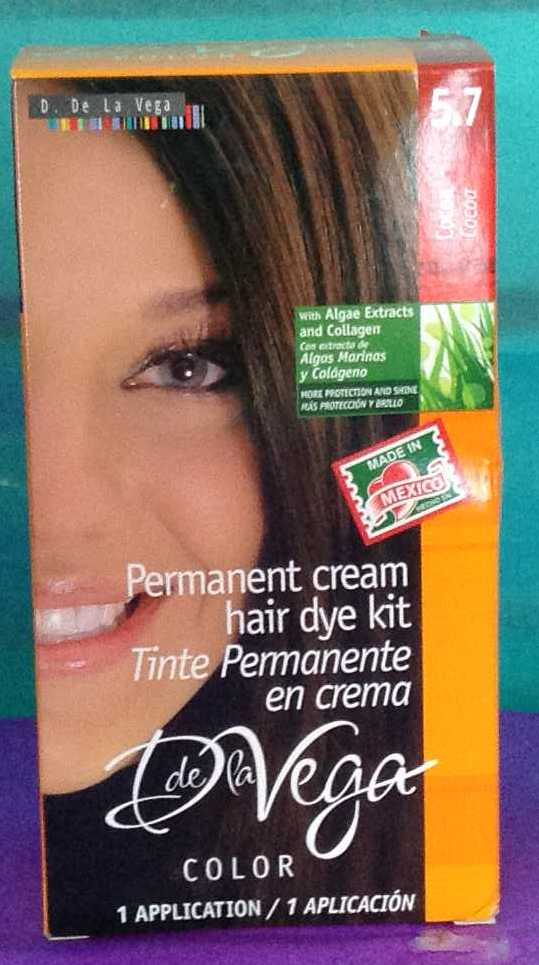 D. De La Vega
5.7
Cocoa
Cocoa
With Algae Extracts
and Collagen
Con extracto de
Algas Marinas
y Colágeno
MORE PROTECTION AND SHINE
MÁS PROTECCIÓN Y BRILLO
MADE IN
MEXICO
HECHO EN
Permanent cream
hair dye kit
Tinte Permanente
en crema
D de la Vega
COLOR
1 APPLICATION / 1 APLICACIÓN